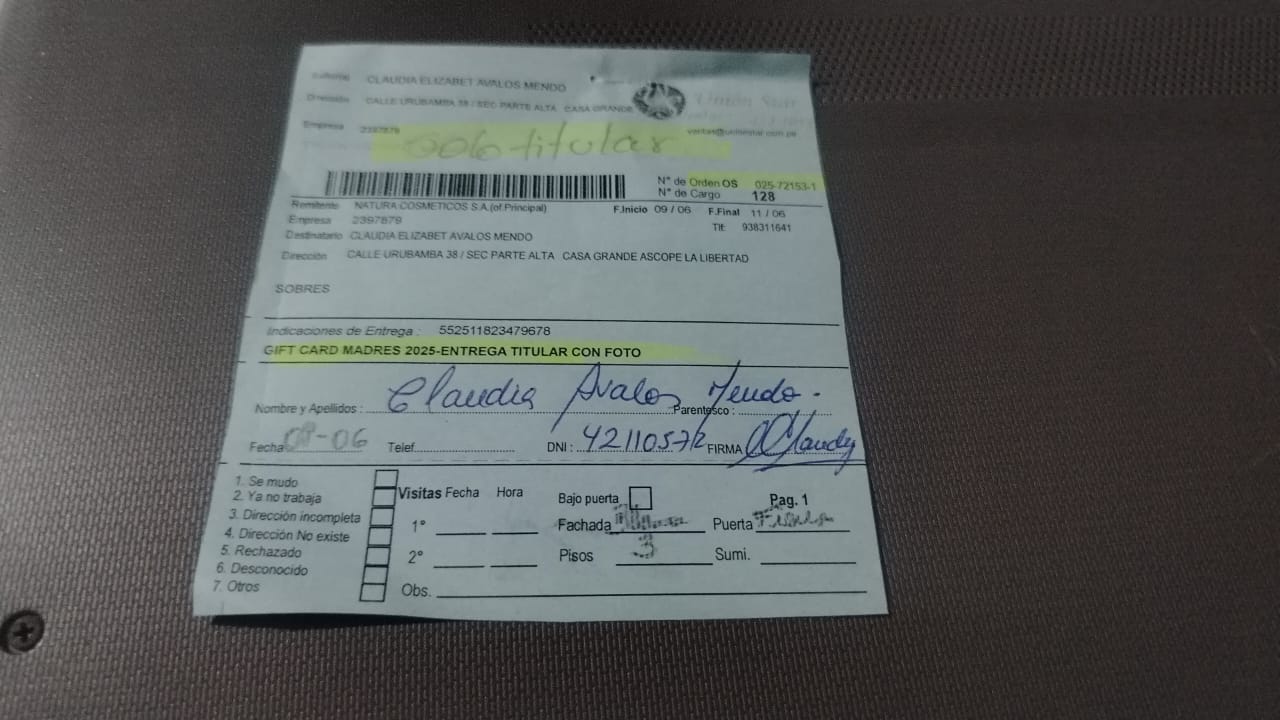 CLAUDIA ELIZABET AVALOS MENDO
Dirección CALLE URUBAMBA 38 / SEC PARTE ALTA CASA GRANDE
Union Star
Empresa 2397879 ventas@unionstar.com.pe
006 titular
N° de Orden OS 025-72153-1
N° de Cargo 128
Remitente NATURA COSMETICOS S.A.(of.Principal) F.Inicio 09 / 06 F.Final 11 / 06
Empresa 2397879 Tlf: 938311641
Destinatario CLAUDIA ELIZABET AVALOS MENDO
Dirección CALLE URUBAMBA 38 / SEC PARTE ALTA CASA GRANDE ASCOPE LA LIBERTAD
SOBRES
Indicaciones de Entrega : 552511823479678
GIFT CARD MADRES 2025-ENTREGA TITULAR CON FOTO
Nombre y Apellidos : Claudia Avalos Mendo. Parentesco :
Fecha 09-06 Telef. DNI : 42110572 FIRMA Claudy
1. Se mudo
2. Ya no trabaja
3. Dirección incompleta
4. Dirección No existe
5. Rechazado
6. Desconocido
7. Otros
Visitas Fecha Hora
1°
2°
Obs.
Bajo puerta Pag. 1
Fachada Puerta
Pisos 3 Sumi.